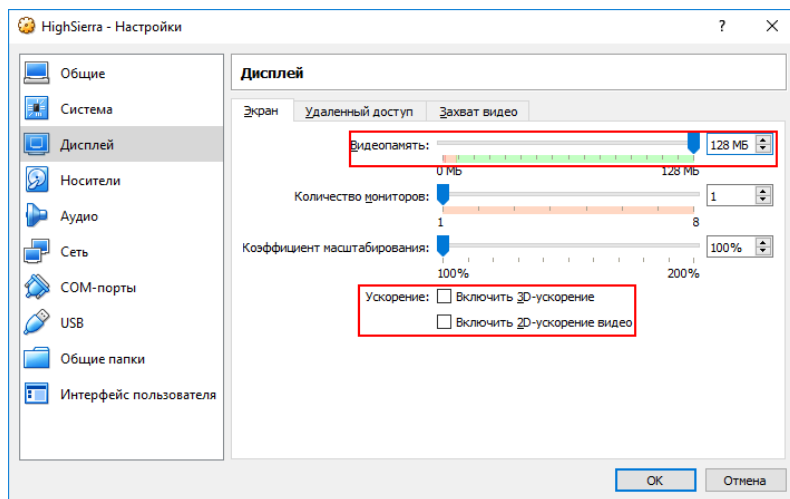 HighSierra - Настройки
Общие
Система
Дисплей
Носители
Аудио
Сеть
COM-порты
USB
Общие папки
Интерфейс пользователя
Дисплей
Экран Удаленный доступ Захват видео
Видеопамять: 128 МБ
0 МБ 128 МБ
Количество мониторов: 1
1 8
Коэффициент масштабирования: 100%
100% 200%
Ускорение: Включить 3D-ускорение
Включить 2D-ускорение видео
OK Отмена